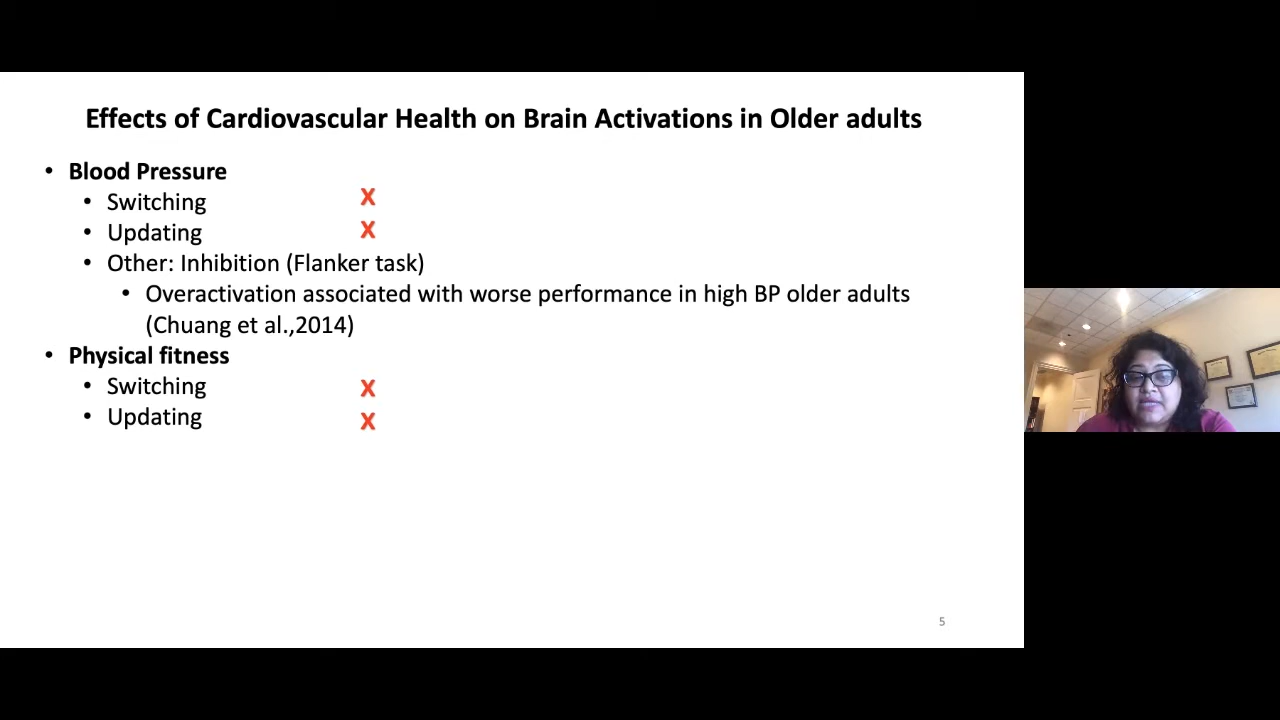 Effects of Cardiovascular Health on Brain Activations in Older adults
• Blood Pressure
• Switching X
• Updating X
• Other: Inhibition (Flanker task)
• Overactivation associated with worse performance in high BP older adults
(Chuang et al.,2014)
• Physical fitness
• Switching X
• Updating X
5